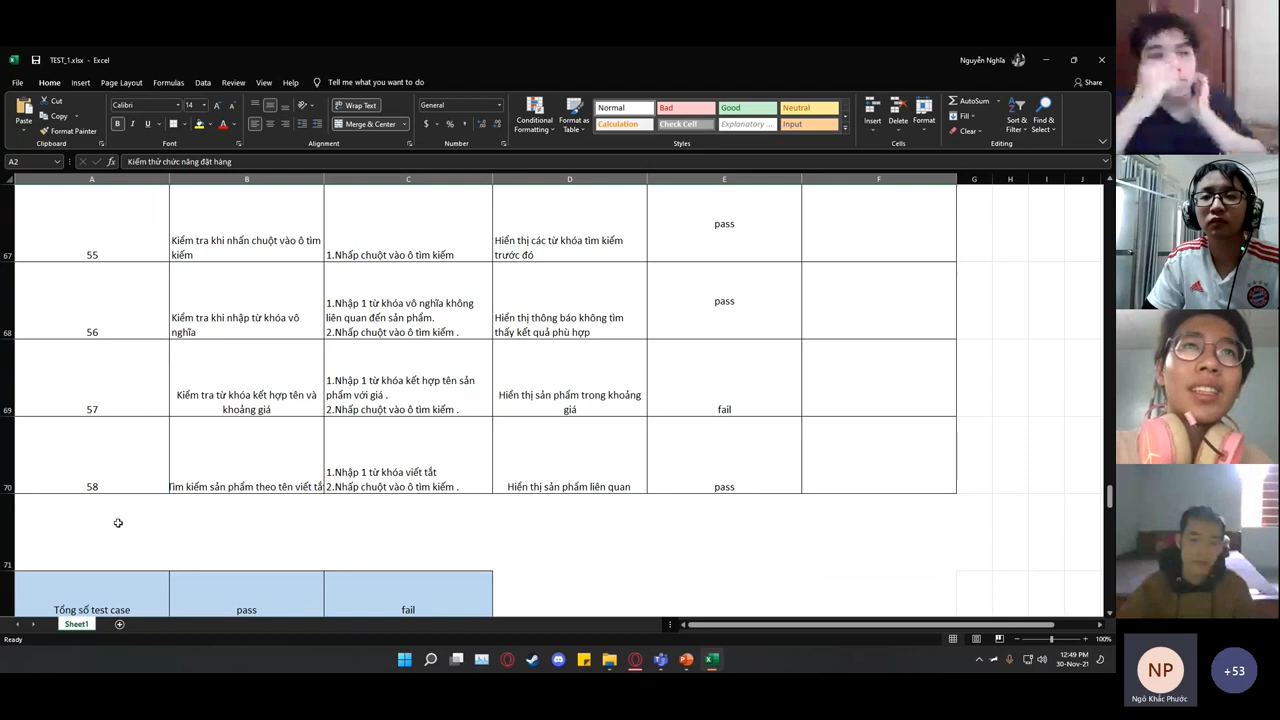 TEST_1.xlsx - Excel
Nguyễn Nghĩa
File Home Insert Page Layout Formulas Data Review View Help Tell me what you want to do
Share
Paste
Cut
Copy
Format Painter
Clipboard
Calibri 14
B I U
Font
Wrap Text
Merge & Center
Alignment
General
$ % ,
Number
Conditional Formatting
Format as Table
Normal Bad Good Neutral
Calculation Check Cell Explanatory ... Input
Styles
Insert Delete Format
Cells
AutoSum
Fill
Clear
Sort & Filter
Find & Select
Editing
A2
fx
Kiểm thử chức năng đặt hàng
A B C D E F G H I J
67
55
Kiểm tra khi nhấn chuột vào ô tìm
kiếm
1.Nhấp chuột vào ô tìm kiếm
Hiển thị các từ khóa tìm kiếm
trước đó
pass
68
56
Kiểm tra khi nhập từ khóa vô
nghĩa
1.Nhập 1 từ khóa vô nghĩa không
liên quan đến sản phẩm.
2.Nhấp chuột vào ô tìm kiếm .
Hiển thị thông báo không tìm
thấy kết quả phù hợp
pass
69
57
Kiểm tra từ khóa kết hợp tên và
khoảng giá
1.Nhập 1 từ khóa kết hợp tên sản
phẩm với giá .
2.Nhấp chuột vào ô tìm kiếm .
Hiển thị sản phẩm trong khoảng
giá
fail
70
58
Tìm kiếm sản phẩm theo tên viết tắt
1.Nhập 1 từ khóa viết tắt
2.Nhấp chuột vào ô tìm kiếm .
Hiển thị sản phẩm liên quan
pass
71
Tổng số test case pass fail
Sheet1
Ready
100%
12:49 PM
30-Nov-21
NP
Ngó Khắc Phước
+53